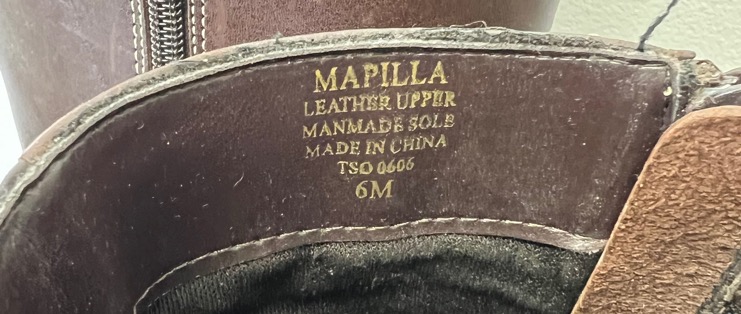 MAPILLA
LEATHER UPPER
MANMADE SOLE
MADE IN CHINA
TSO 0606
6M